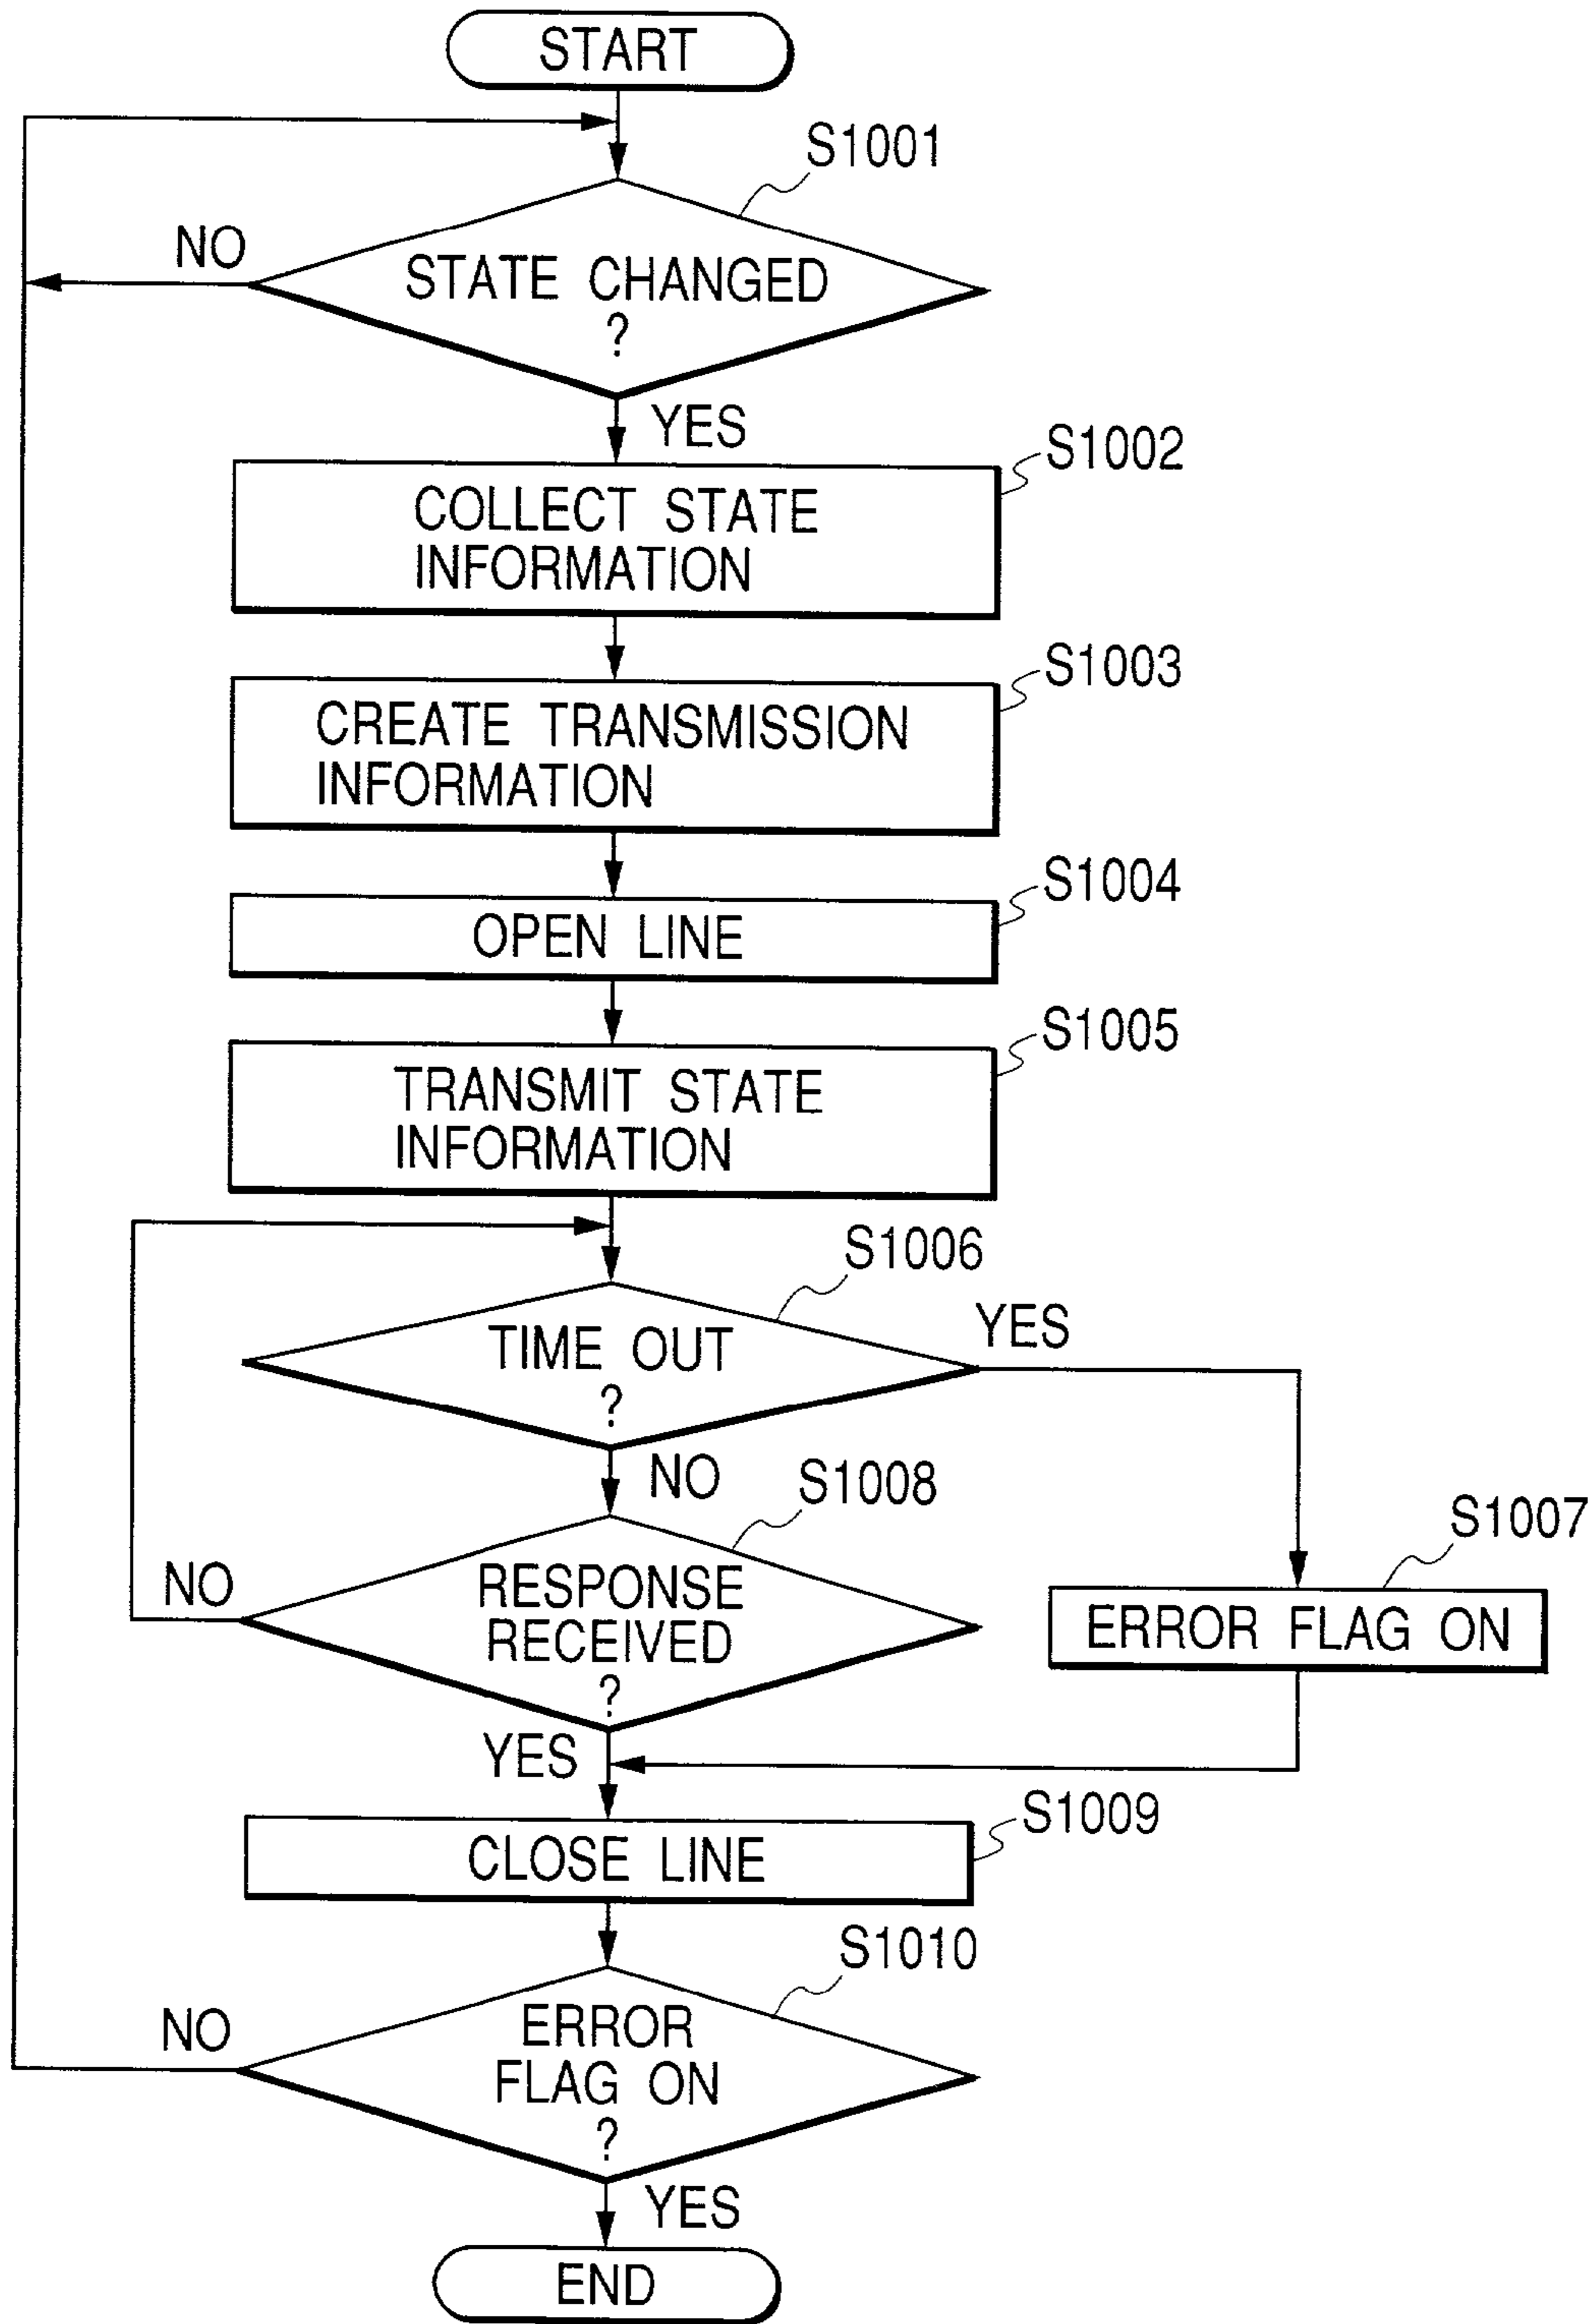 START
S1001
NO
STATE CHANGED
?
YES
S1002
COLLECT STATE
INFORMATION
S1003
CREATE TRANSMISSION
INFORMATION
S1004
OPEN LINE
S1005
TRANSMIT STATE
INFORMATION
S1006
YES
TIME OUT
?
NO
S1008
S1007
NO
RESPONSE
RECEIVED
?
ERROR FLAG ON
YES
S1009
CLOSE LINE
S1010
NO
ERROR
FLAG ON
?
YES
END